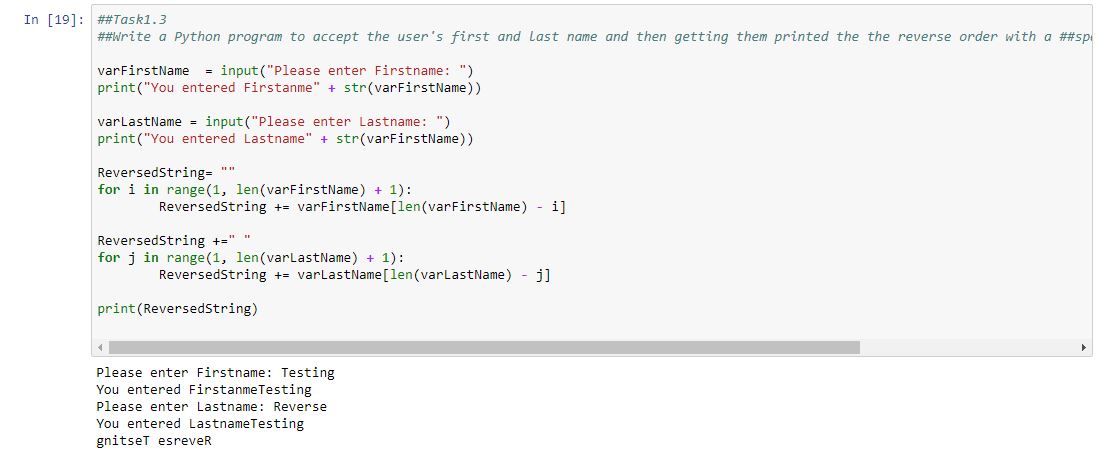 In [19]: ##Task1.3
##Write a Python program to accept the user's first and last name and then getting them printed the the reverse order with a ##sp
varFirstName  = input("Please enter Firstname: ")
print("You entered Firstanme" + str(varFirstName))
varLastName = input("Please enter Lastname: ")
print("You entered Lastname" + str(varFirstName))
ReversedString= ""
for i in range(1, len(varFirstName) + 1):
        ReversedString += varFirstName[len(varFirstName) - i]
ReversedString +=" "
for j in range(1, len(varLastName) + 1):
        ReversedString += varLastName[len(varLastName) - j]
print(ReversedString)
Please enter Firstname: Testing
You entered FirstanmeTesting
Please enter Lastname: Reverse
You entered LastnameTesting
gnitseT esreveR